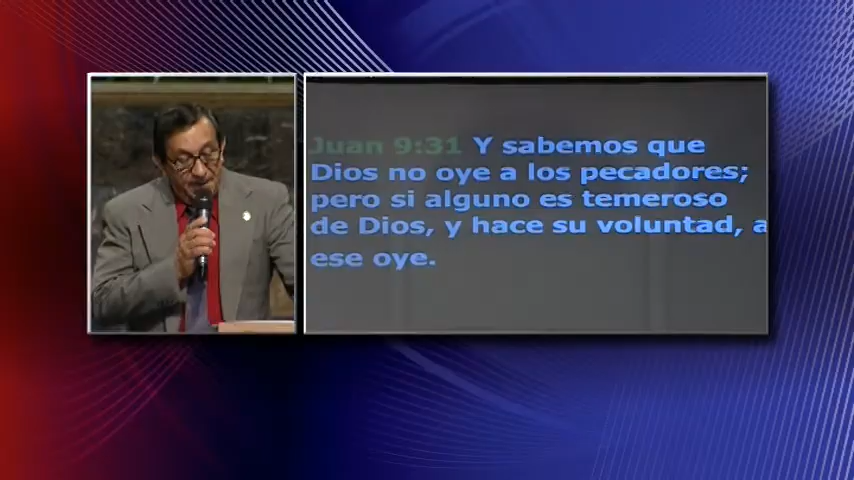 Juan 9:31 Y sabemos que
Dios no oye a los pecadores;
pero si alguno es temeroso
de Dios, y hace su voluntad, a
ese oye.